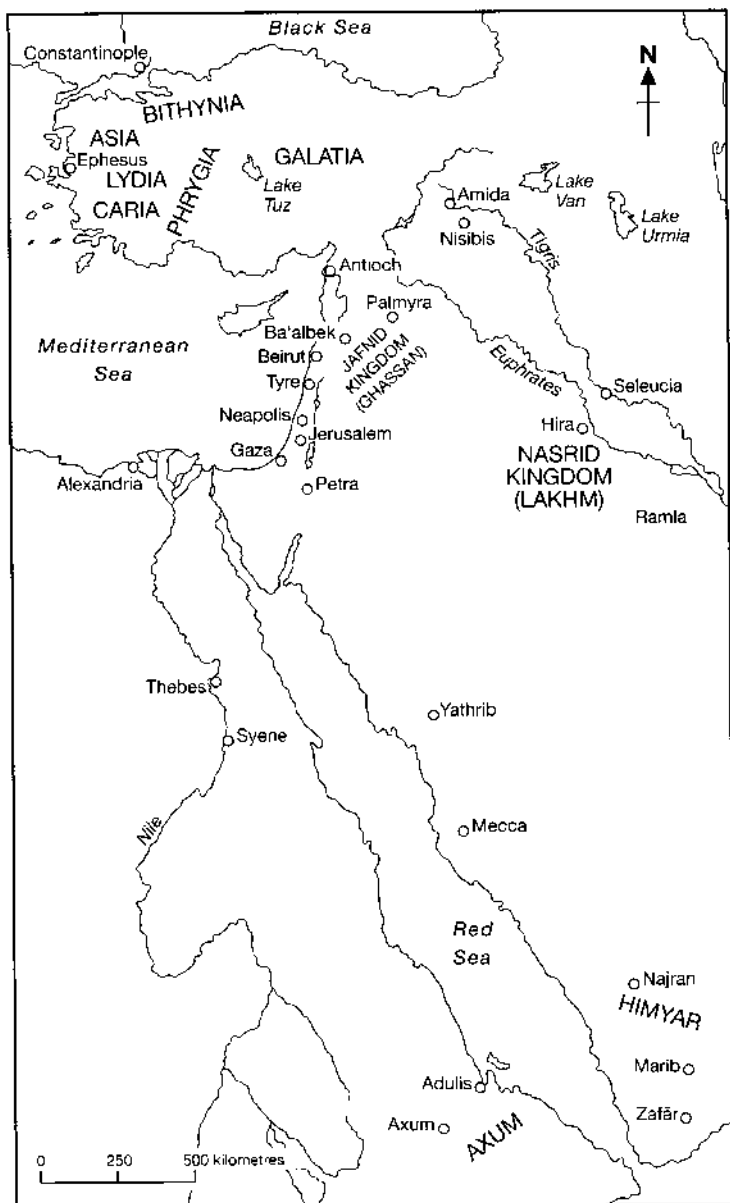 Black Sea
Constantinople
N
BITHYNIA
ASIA
Ephesus
LYDIA
CARIA
PHRYGIA
GALATIA
Lake
Tuz
Amida
Nisibis
Lake
Van
Lake
Urmia
Tigris
Antioch
Palmyra
Mediterranean
Sea
Ba'albek
Beirut
JAFNID
KINGDOM
(GHASSAN)
Euphrates
Tyre
Seleucia
Neapolis
Jerusalem
Hira
Gaza
NASRID
KINGDOM
(LAKHM)
Alexandria
Petra
Ramla
Thebes
Yathrib
Syene
Nile
Mecca
Red
Sea
Najran
HIMYAR
Marib
Adulis
Zafār
Axum
AXUM
0 250 500 kilometres